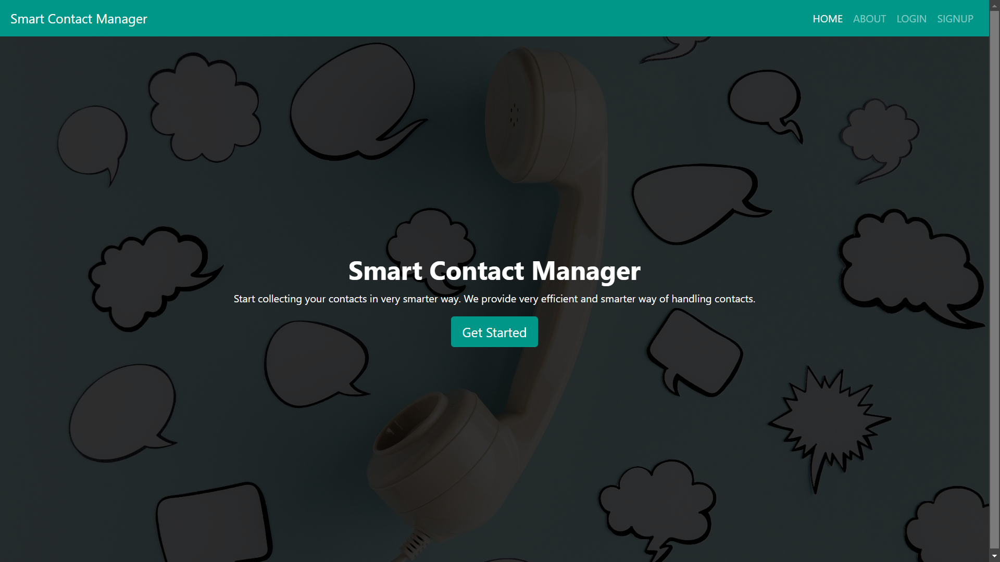 Smart Contact Manager
HOME ABOUT LOGIN SIGNUP
Smart Contact Manager
Start collecting your contacts in very smarter way. We provide very efficient and smarter way of handling contacts.
Get Started